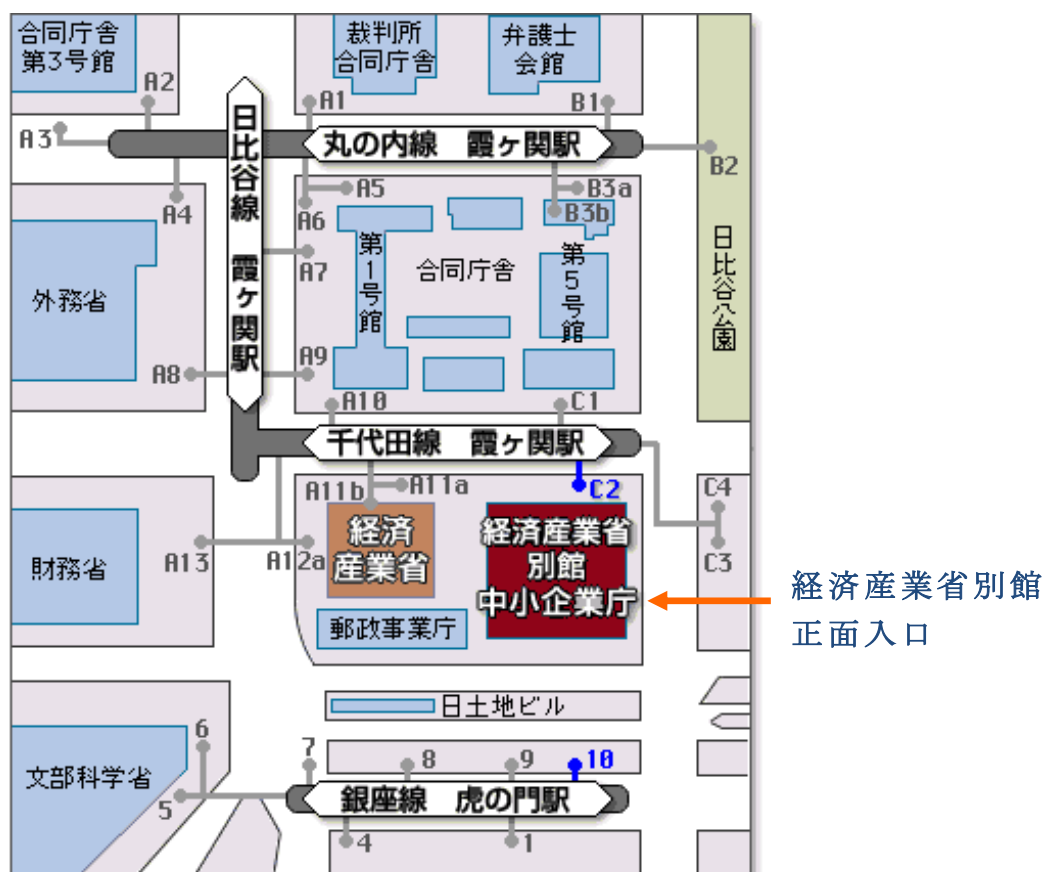 合同庁舎
第3号館
裁判所
合同庁舎
弁護士
会館
A2
A1
B1
A3
日比谷線 霞ヶ関駅
丸の内線 霞ヶ関駅
B2
A4
A5
A6
B3a
B3b
A7
日比谷公園
外務省
第1号館
合同庁舎
第5号館
A8
A9
A10
C1
千代田線 霞ヶ関駅
A11b
A11a
C2
C4
経済
産業省
経済産業省
別館
中小企業庁
財務省
A13
A12a
C3
経済産業省別館
正面入口
郵政事業庁
日土地ビル
6
7
8
9
10
文部科学省
5
銀座線 虎の門駅
4
1